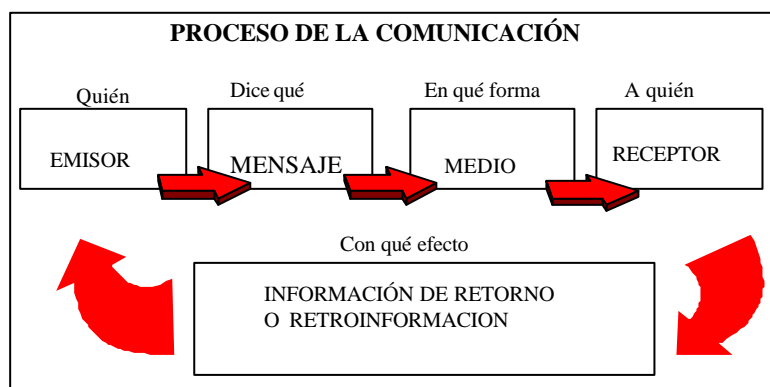 PROCESO DE LA COMUNICACIÓN
Quién
Dice qué
En qué forma
A quién
EMISOR
MENSAJE
MEDIO
RECEPTOR
Con qué efecto
INFORMACIÓN DE RETORNO
O RETROINFORMACION